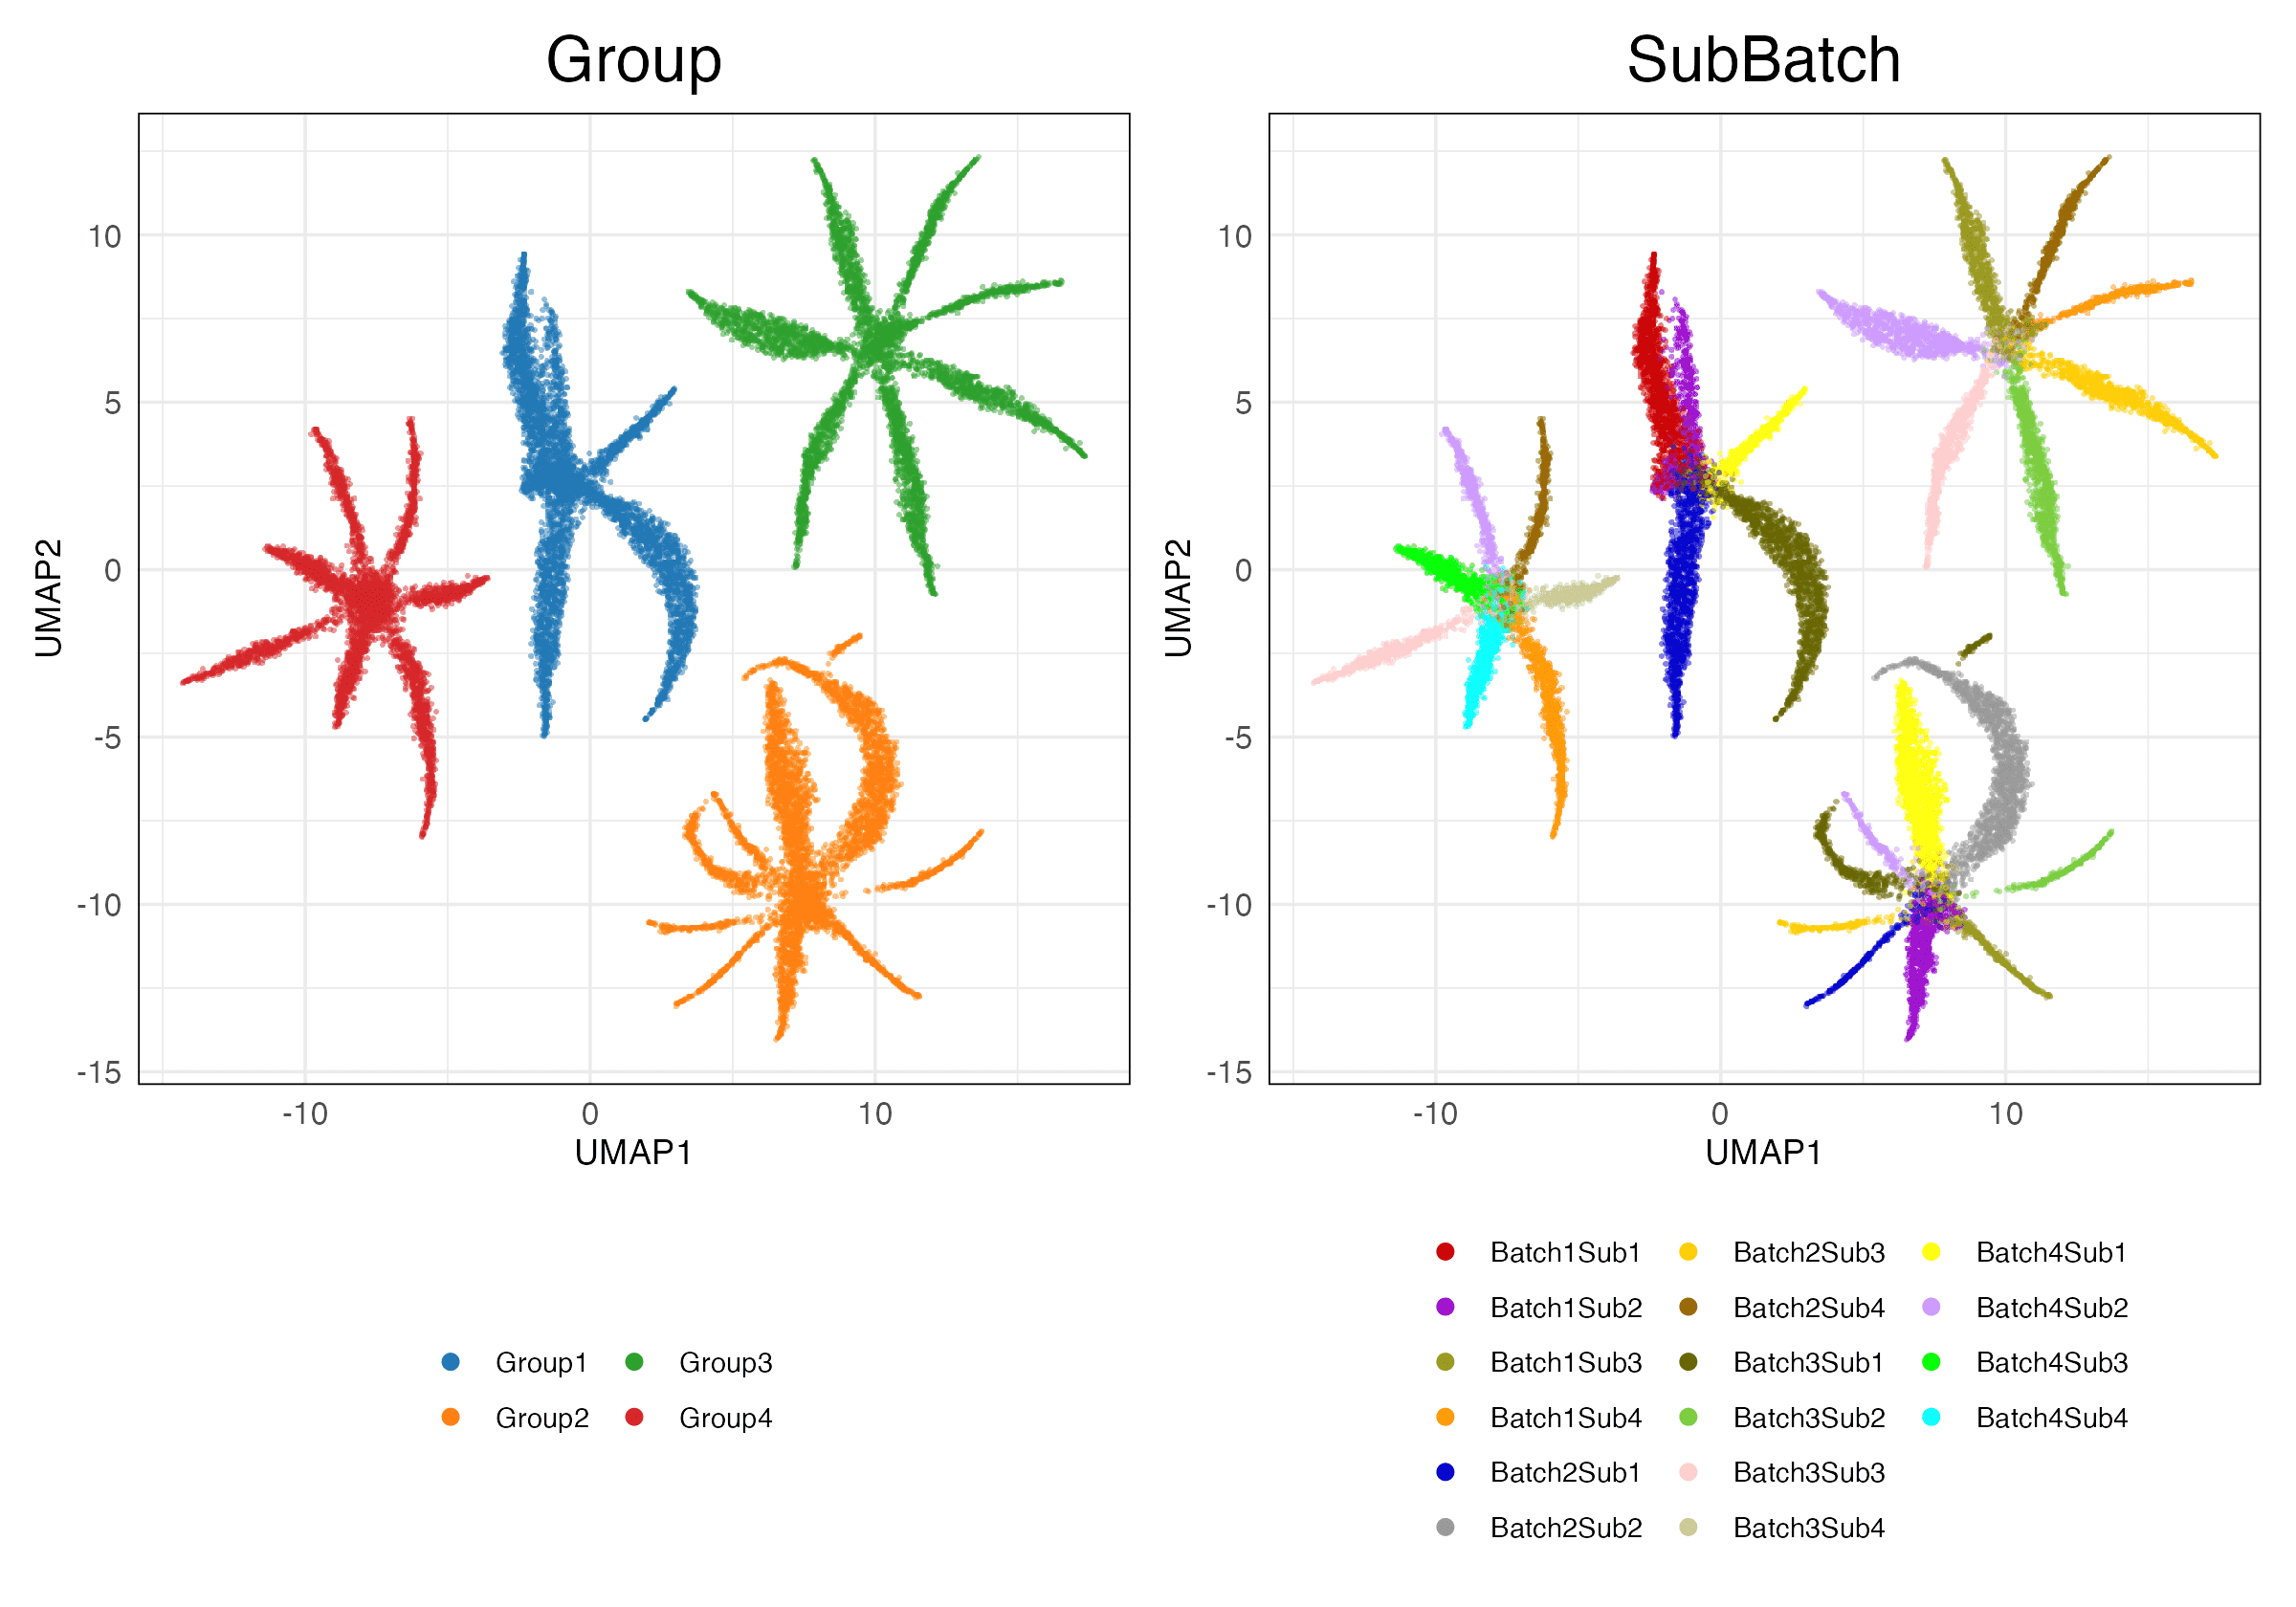 Group
SubBatch
10
5
0
-5
-10
-15
UMAP2
-10
0
10
UMAP1
10
5
0
-5
-10
-15
UMAP2
-10
0
10
UMAP1
Group1
Group3
Group2
Group4
Batch1Sub1
Batch2Sub3
Batch4Sub1
Batch1Sub2
Batch2Sub4
Batch4Sub2
Batch1Sub3
Batch3Sub1
Batch4Sub3
Batch1Sub4
Batch3Sub2
Batch4Sub4
Batch2Sub1
Batch3Sub3
Batch2Sub2
Batch3Sub4